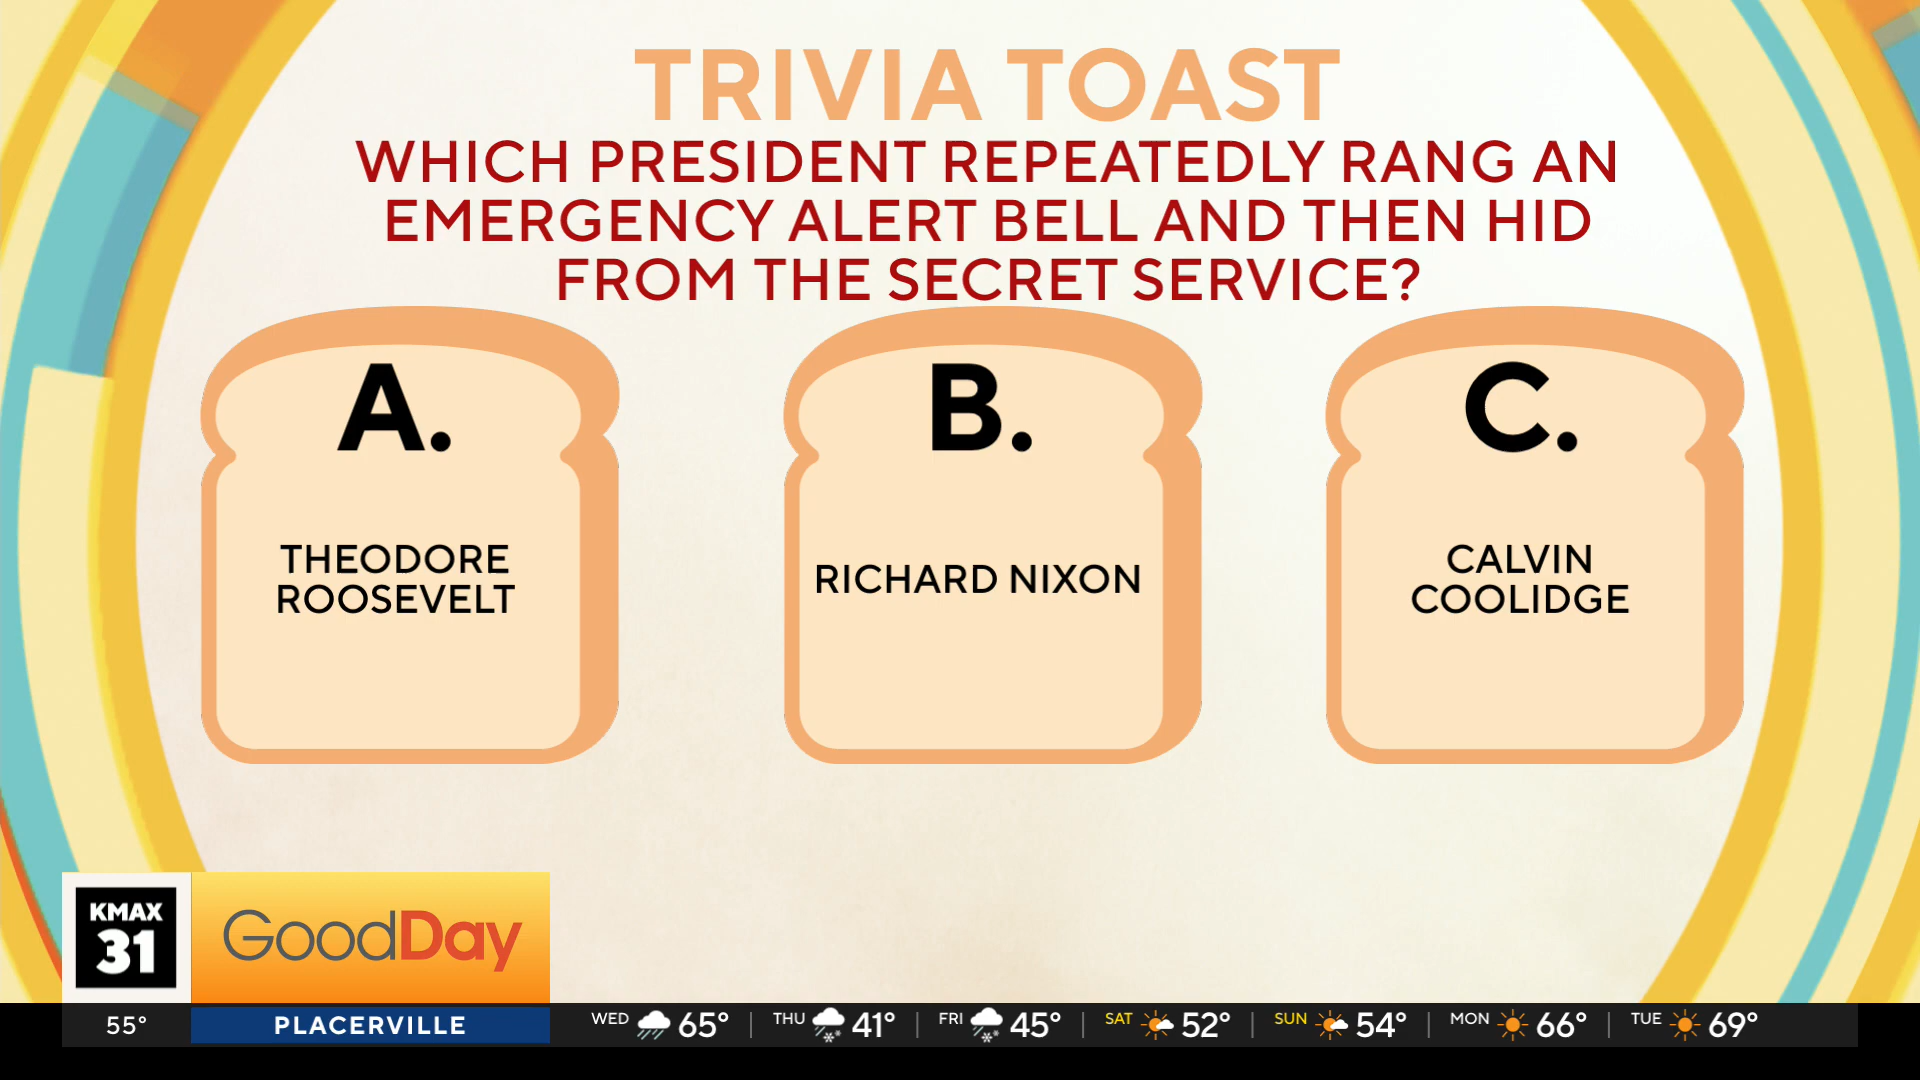 TRIVIA TOAST
WHICH PRESIDENT REPEATEDLY RANG AN
EMERGENCY ALERT BELL AND THEN HID
FROM THE SECRET SERVICE?
A.
THEODORE
ROOSEVELT
B.
RICHARD NIXON
C.
CALVIN
COOLIDGE
KMAX
31
GoodDay
55° PLACERVILLE WED 65° THU 41° FRI 45° SAT 52° SUN 54° MON 66° TUE 69°